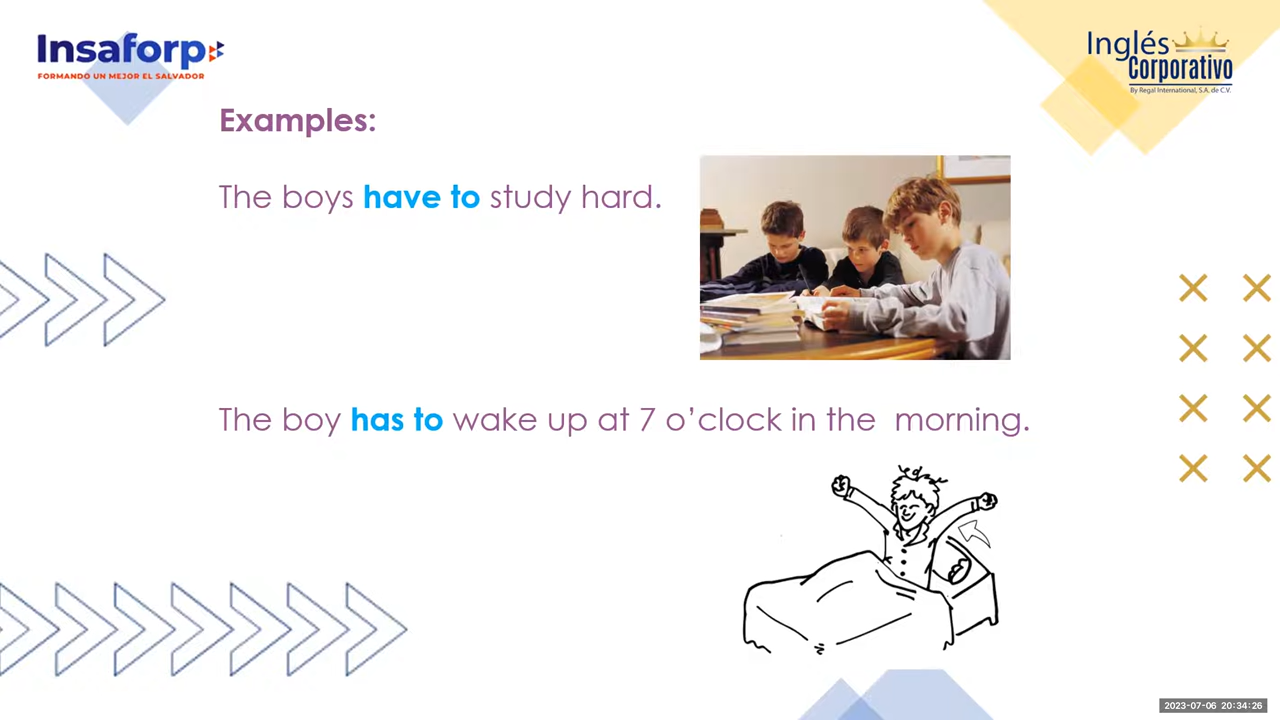 Insaforp
FORMANDO UN MEJOR EL SALVADOR
Inglés
Corporativo
By Regal International, S.A. de C.V.
Examples:
The boys have to study hard.
The boy has to wake up at 7 o’clock in the  morning.
2023-07-06 20:34:26